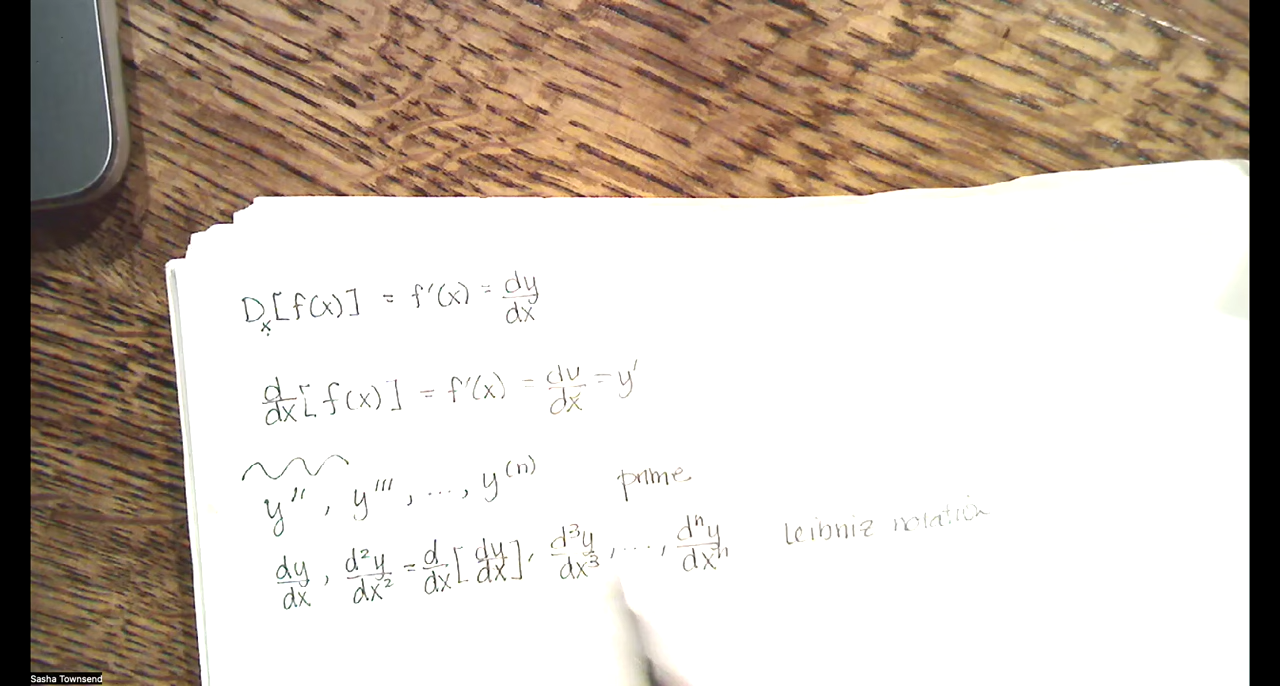 Dₓ[f(x)] = f'(x) = dy/dx
d/dx[f(x)] = f'(x) = dy/dx = y'
y'', y''', ..., y⁽ⁿ⁾ prime
dy/dx, d²y/dx² = d/dx[dy/dx], d³y/dx³, ..., dⁿy/dxⁿ leibniz notation
Sasha Townsend